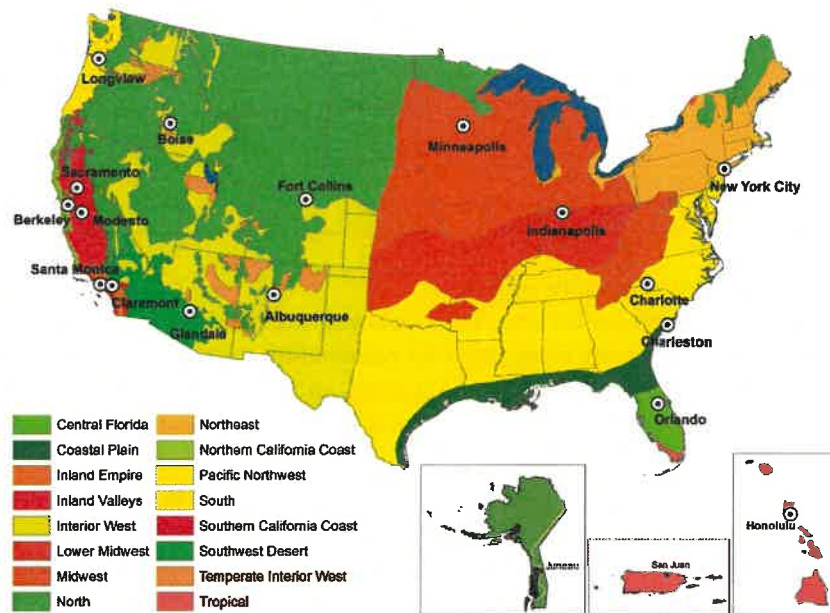 Longview
Boise
Minneapolis
Sacramento
Fort Collins
New York City
Berkeley
Modesto
Indianapolis
Santa Monica
Claremont
Charlotte
Glendale
Albuquerque
Charleston
Orlando
Central Florida
Coastal Plain
Inland Empire
Inland Valleys
Interior West
Lower Midwest
Midwest
North
Northeast
Northern California Coast
Pacific Northwest
South
Southern California Coast
Southwest Desert
Temperate Interior West
Tropical
Juneau
San Juan
Honolulu